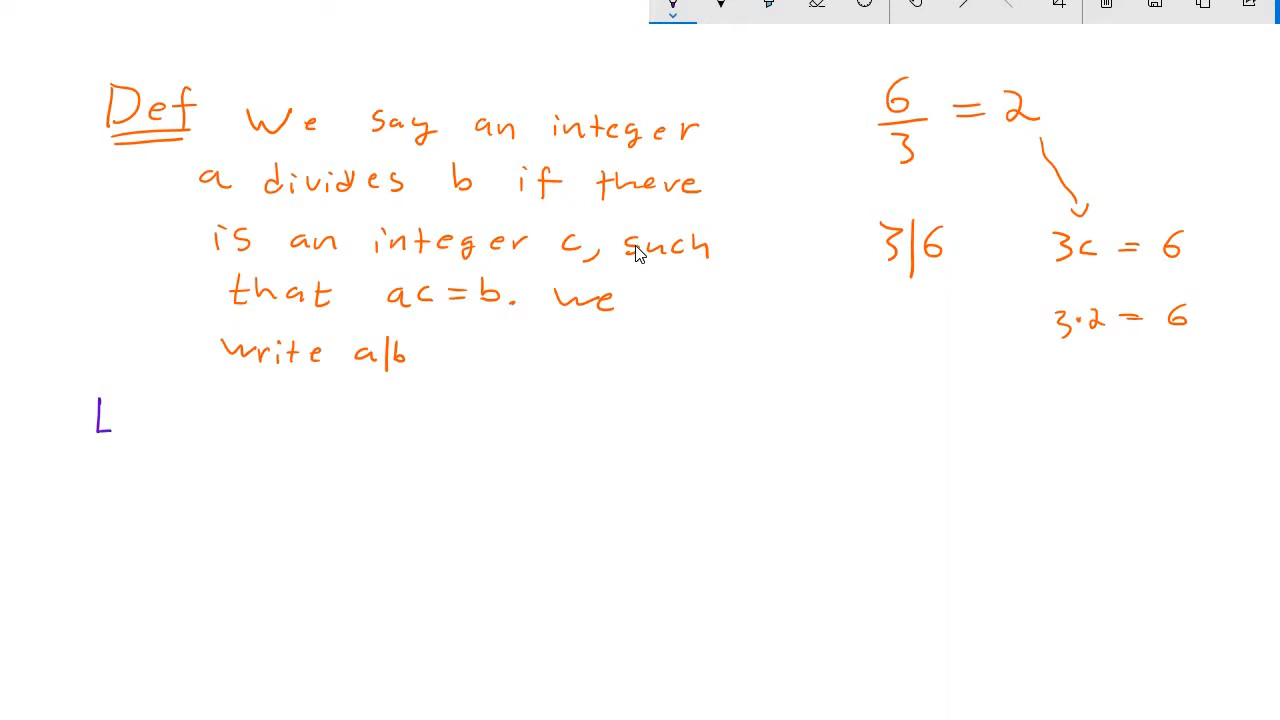 Def We say an integer
a divides b if there
is an integer c, such
that ac = b. we
write a|b
L
6/3 = 2
3|6 3c = 6
3·2 = 6